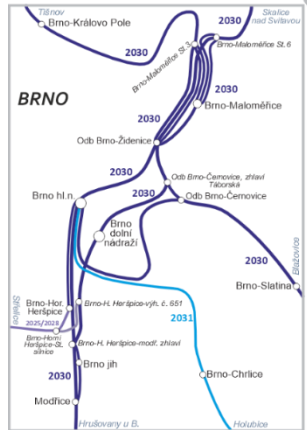 Tišnov
Skalice
nad Svitavou
Brno-Královo Pole
2030
2030
Brno-Maloměřice St. 6
Brno-Maloměřice St. 3
2030
BRNO
Brno-Maloměřice
2030
Odb Brno-Židenice
2030
Odb Brno-Černovice, zhlaví
Táborská
Brno hl.n.
2030
Odb Brno-Černovice
Brno
dolní
nádraží
2030
Blažovice
Brno-Slatina
Brno-Hor.
Heršpice
Brno-H. Heršpice-výh. č. 651
Střelice
2025/2028
2031
Brno-Horní
Heršpice-St.
silnice
Brno-H. Heršpice-modř. zhlaví
Brno jih
2030
Brno-Chrlice
Modřice
Hrušovany u B.
Holubice